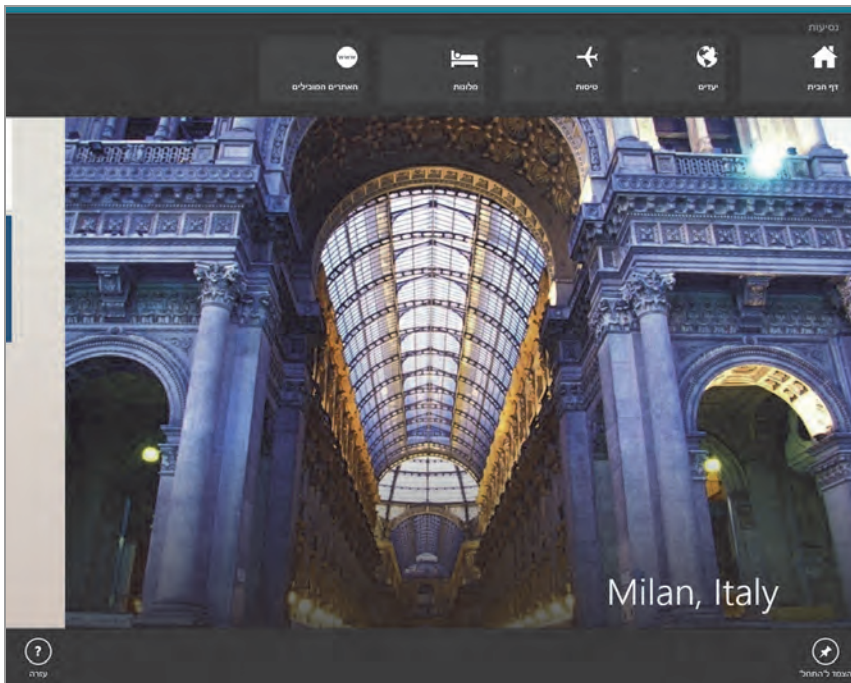 נסיעות
דף הבית
יעדים
טיסות
מלונות
האתרים המובילים
Milan, Italy
הצמד ל'התחל'
עזרה
?